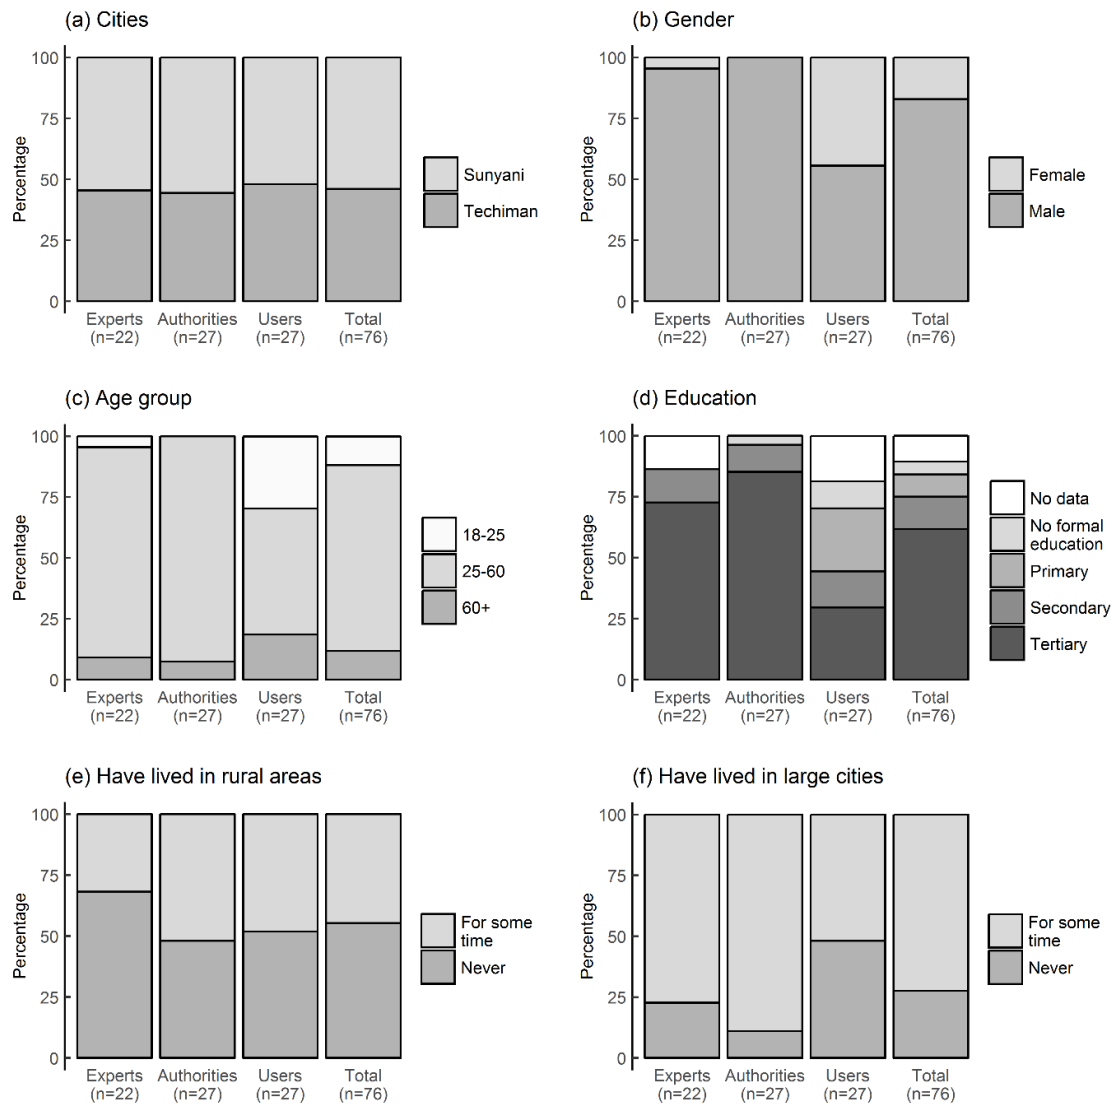 (a) Cities
Percentage
100
75
50
25
0
Experts
(n=22)
Authorities
(n=27)
Users
(n=27)
Total
(n=76)
Sunyani
Techiman
(b) Gender
Percentage
100
75
50
25
0
Experts
(n=22)
Authorities
(n=27)
Users
(n=27)
Total
(n=76)
Female
Male
(c) Age group
Percentage
100
75
50
25
0
Experts
(n=22)
Authorities
(n=27)
Users
(n=27)
Total
(n=76)
18-25
25-60
60+
(d) Education
Percentage
100
75
50
25
0
Experts
(n=22)
Authorities
(n=27)
Users
(n=27)
Total
(n=76)
No data
No formal
education
Primary
Secondary
Tertiary
(e) Have lived in rural areas
Percentage
100
75
50
25
0
Experts
(n=22)
Authorities
(n=27)
Users
(n=27)
Total
(n=76)
For some
time
Never
(f) Have lived in large cities
Percentage
100
75
50
25
0
Experts
(n=22)
Authorities
(n=27)
Users
(n=27)
Total
(n=76)
For some
time
Never